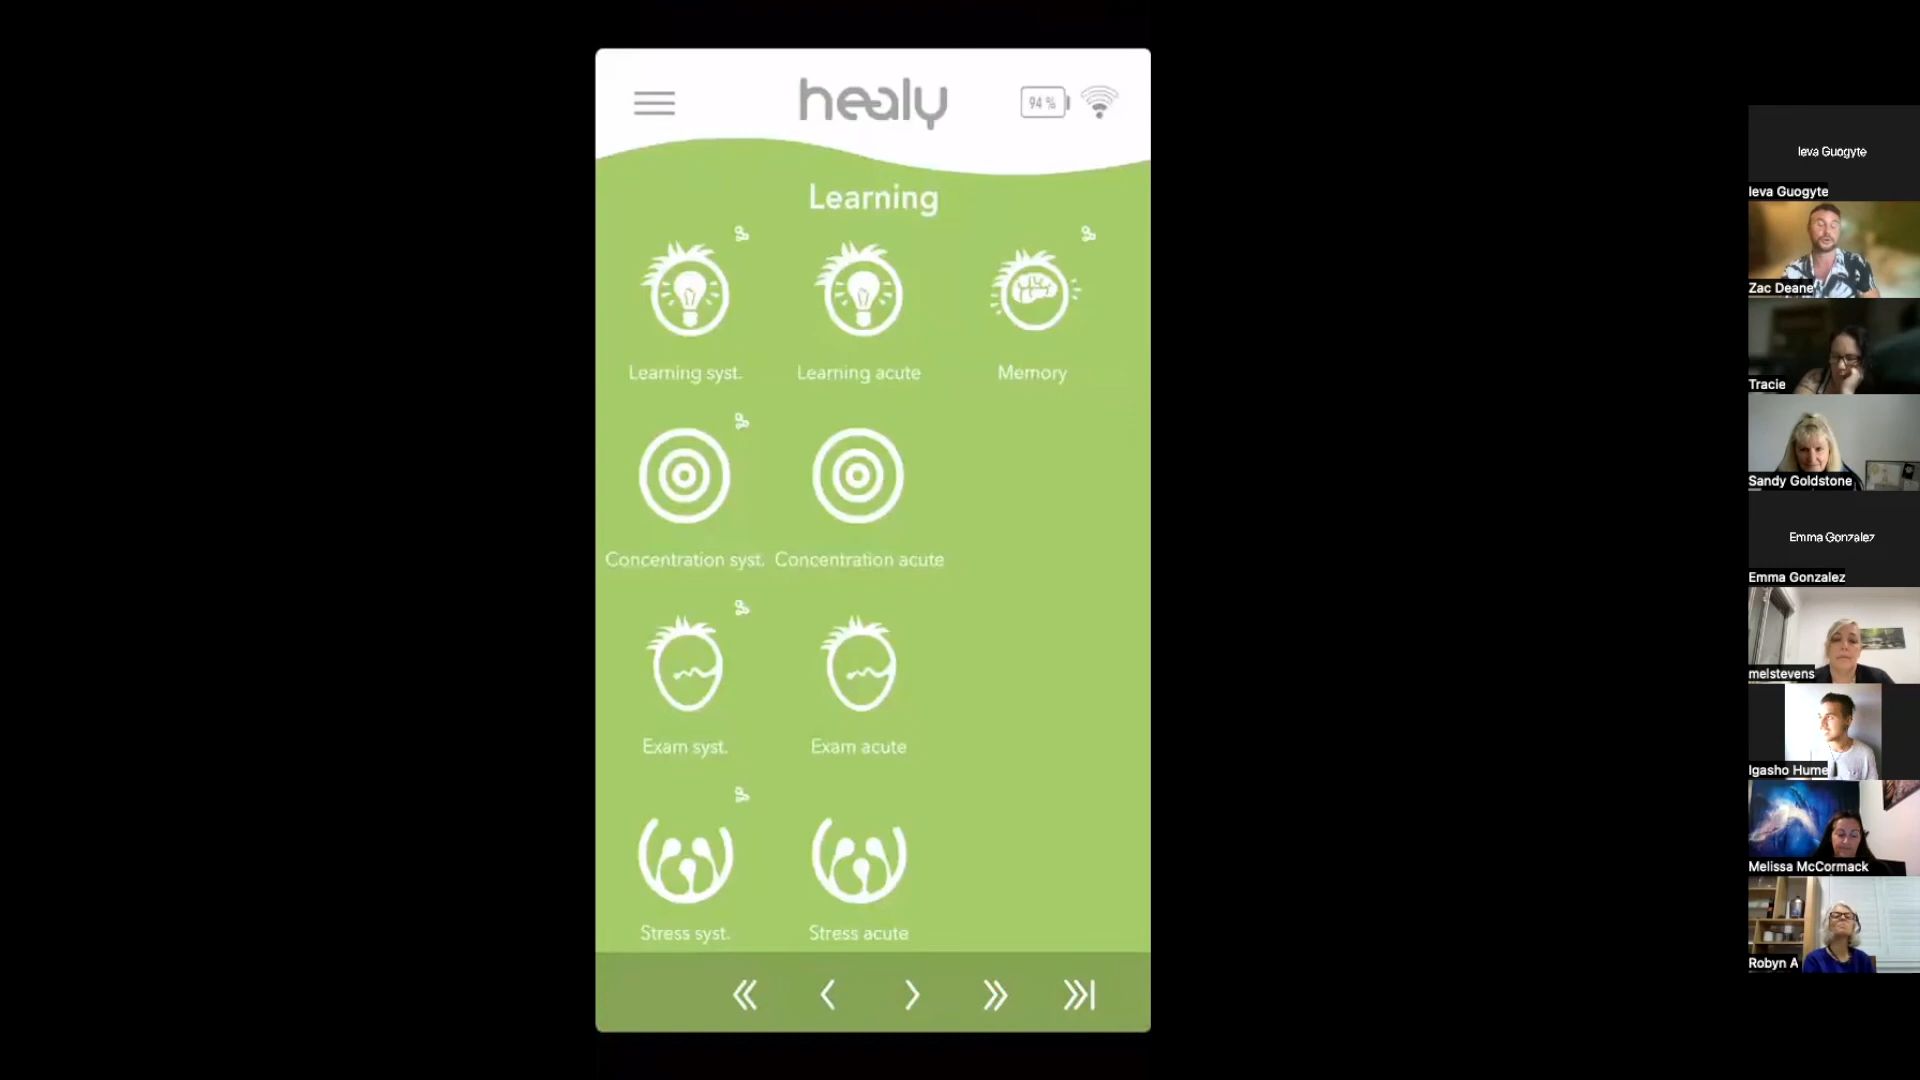 healy
94 %
Learning
Learning syst.
Learning acute
Memory
Concentration syst.
Concentration acute
Exam syst.
Exam acute
Stress syst.
Stress acute
Ieva Guogyte
Ieva Guogyte
Zac Deane
Tracie
Sandy Goldstone
Emma Gonzalez
Emma Gonzalez
melstevens
Igasho Hume
Melissa McCormack
Robyn A